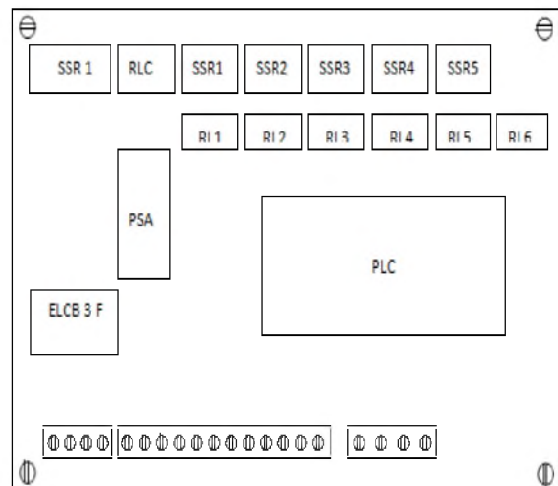 SSR 1 RLC SSR1 SSR2 SSR3 SSR4 SSR5
RL1 RL2 RL3 RL4 RL5 RL6
PSA
PLC
ELCB 3 F